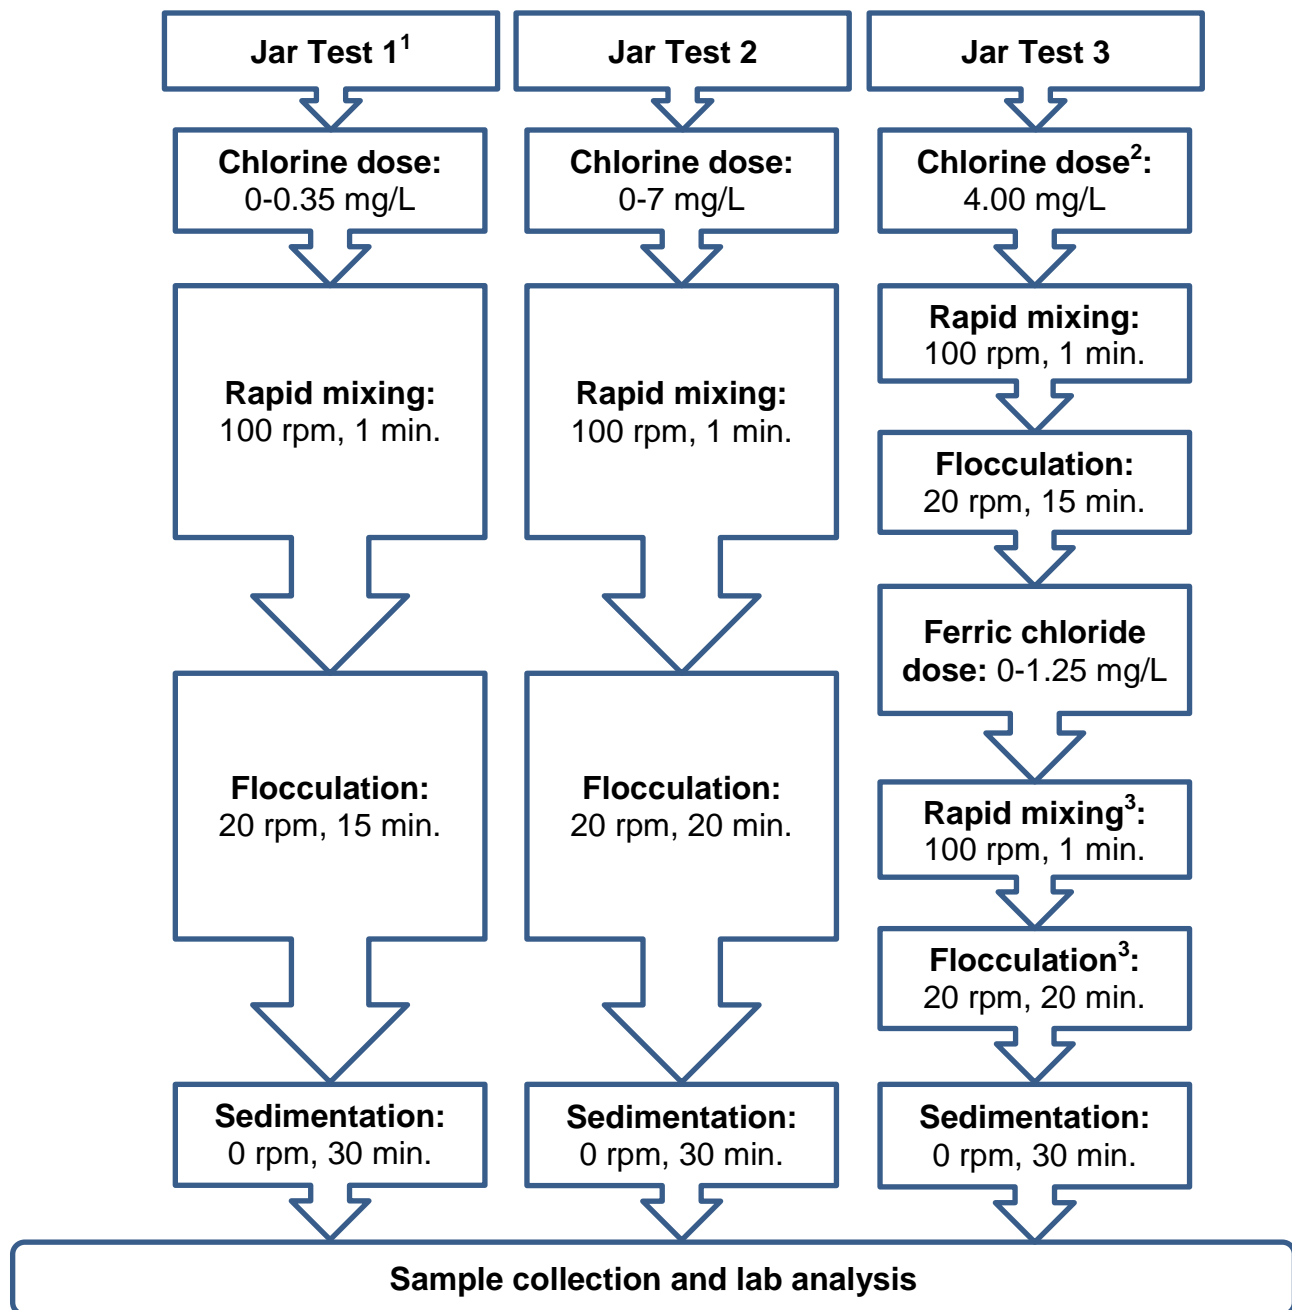 Jar Test 1¹
Chlorine dose:
0-0.35 mg/L
Rapid mixing:
100 rpm, 1 min.
Flocculation:
20 rpm, 15 min.
Sedimentation:
0 rpm, 30 min.
Jar Test 2
Chlorine dose:
0-7 mg/L
Rapid mixing:
100 rpm, 1 min.
Flocculation:
20 rpm, 20 min.
Sedimentation:
0 rpm, 30 min.
Jar Test 3
Chlorine dose²:
4.00 mg/L
Rapid mixing:
100 rpm, 1 min.
Flocculation:
20 rpm, 15 min.
Ferric chloride
dose: 0-1.25 mg/L
Rapid mixing³:
100 rpm, 1 min.
Flocculation³:
20 rpm, 20 min.
Sedimentation:
0 rpm, 30 min.
Sample collection and lab analysis